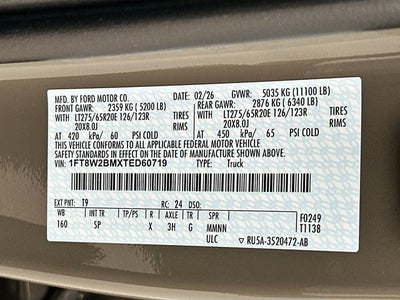 MFD. BY FORD MOTOR CO. 02/26 GVWR: 5035 KG (11100 LB)
FRONT GAWR: 2359 KG (5200 LB) REAR GAWR: 2876 KG (6340 LB)
WITH LT275/65R20E 126/123R WITH LT275/65R20E 126/123R
TIRES 20X8.0J TIRES 20X8.0J
RIMS RIMS
AT 420 kPa/ 60 PSI COLD AT 450 kPa/ 65 PSI COLD
THIS VEHICLE CONFORMS TO ALL APPLICABLE FEDERAL MOTOR VEHICLE
SAFETY STANDARDS IN EFFECT ON THE DATE OF MANUFACTURE SHOWN ABOVE.
VIN: 1FT8W2BMXTED60719 TYPE: Truck
EXT PNT: T9 RC: 24 DSO:
WB INT TR TP/PS R AXLE TR SPR F0249
160 SP X 3H G MMNN T1138
ULC RU5A-3520472-AB